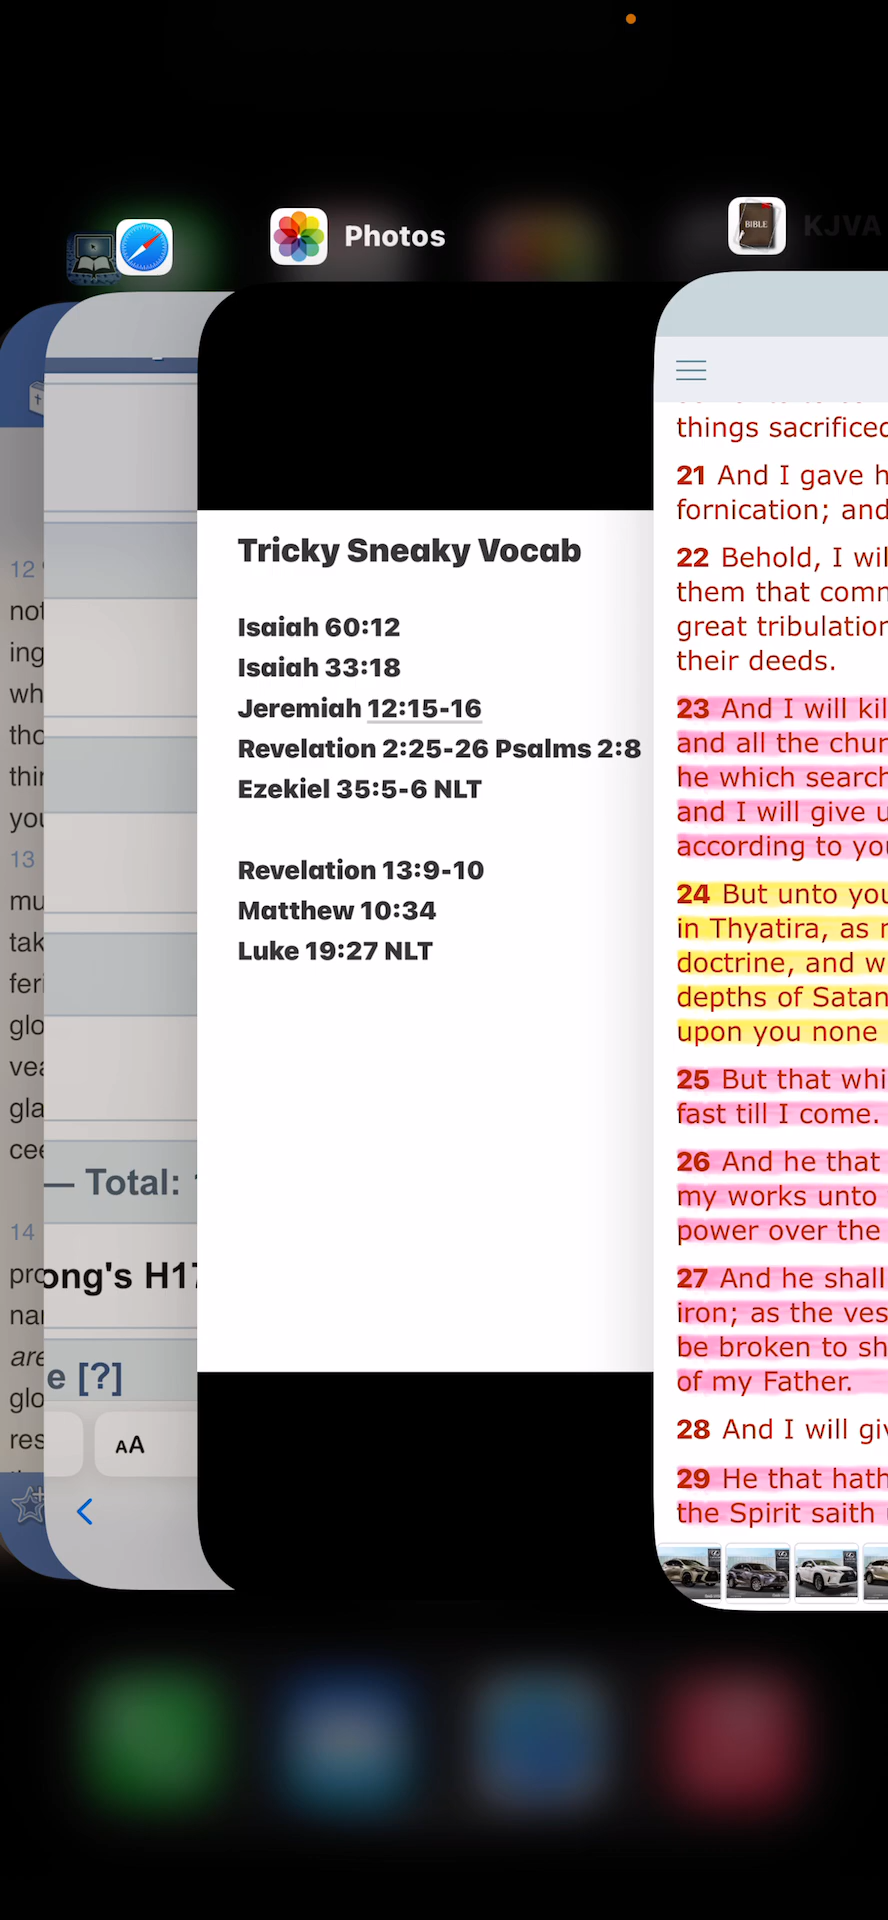 Photos
BIBLE
KJVA
12
not
ing
wh
tho
thin
you
13
mu
tak
feri
glo
vea
gla
cee
14
pro
nar
are
glo
res
— Total:
ong's H17
e [?]
AA
Tricky Sneaky Vocab
Isaiah 60:12
Isaiah 33:18
Jeremiah 12:15-16
Revelation 2:25-26 Psalms 2:8
Ezekiel 35:5-6 NLT
Revelation 13:9-10
Matthew 10:34
Luke 19:27 NLT
things sacrificed
21 And I gave h
fornication; and
22 Behold, I wil
them that comm
great tribulation
their deeds.
23 And I will kil
and all the chur
he which search
and I will give u
according to you
24 But unto you
in Thyatira, as
doctrine, and w
depths of Satan
upon you none
25 But that whi
fast till I come.
26 And he that
my works unto
power over the
27 And he shall
iron; as the ves
be broken to sh
of my Father.
28 And I will giv
29 He that hath
the Spirit saith